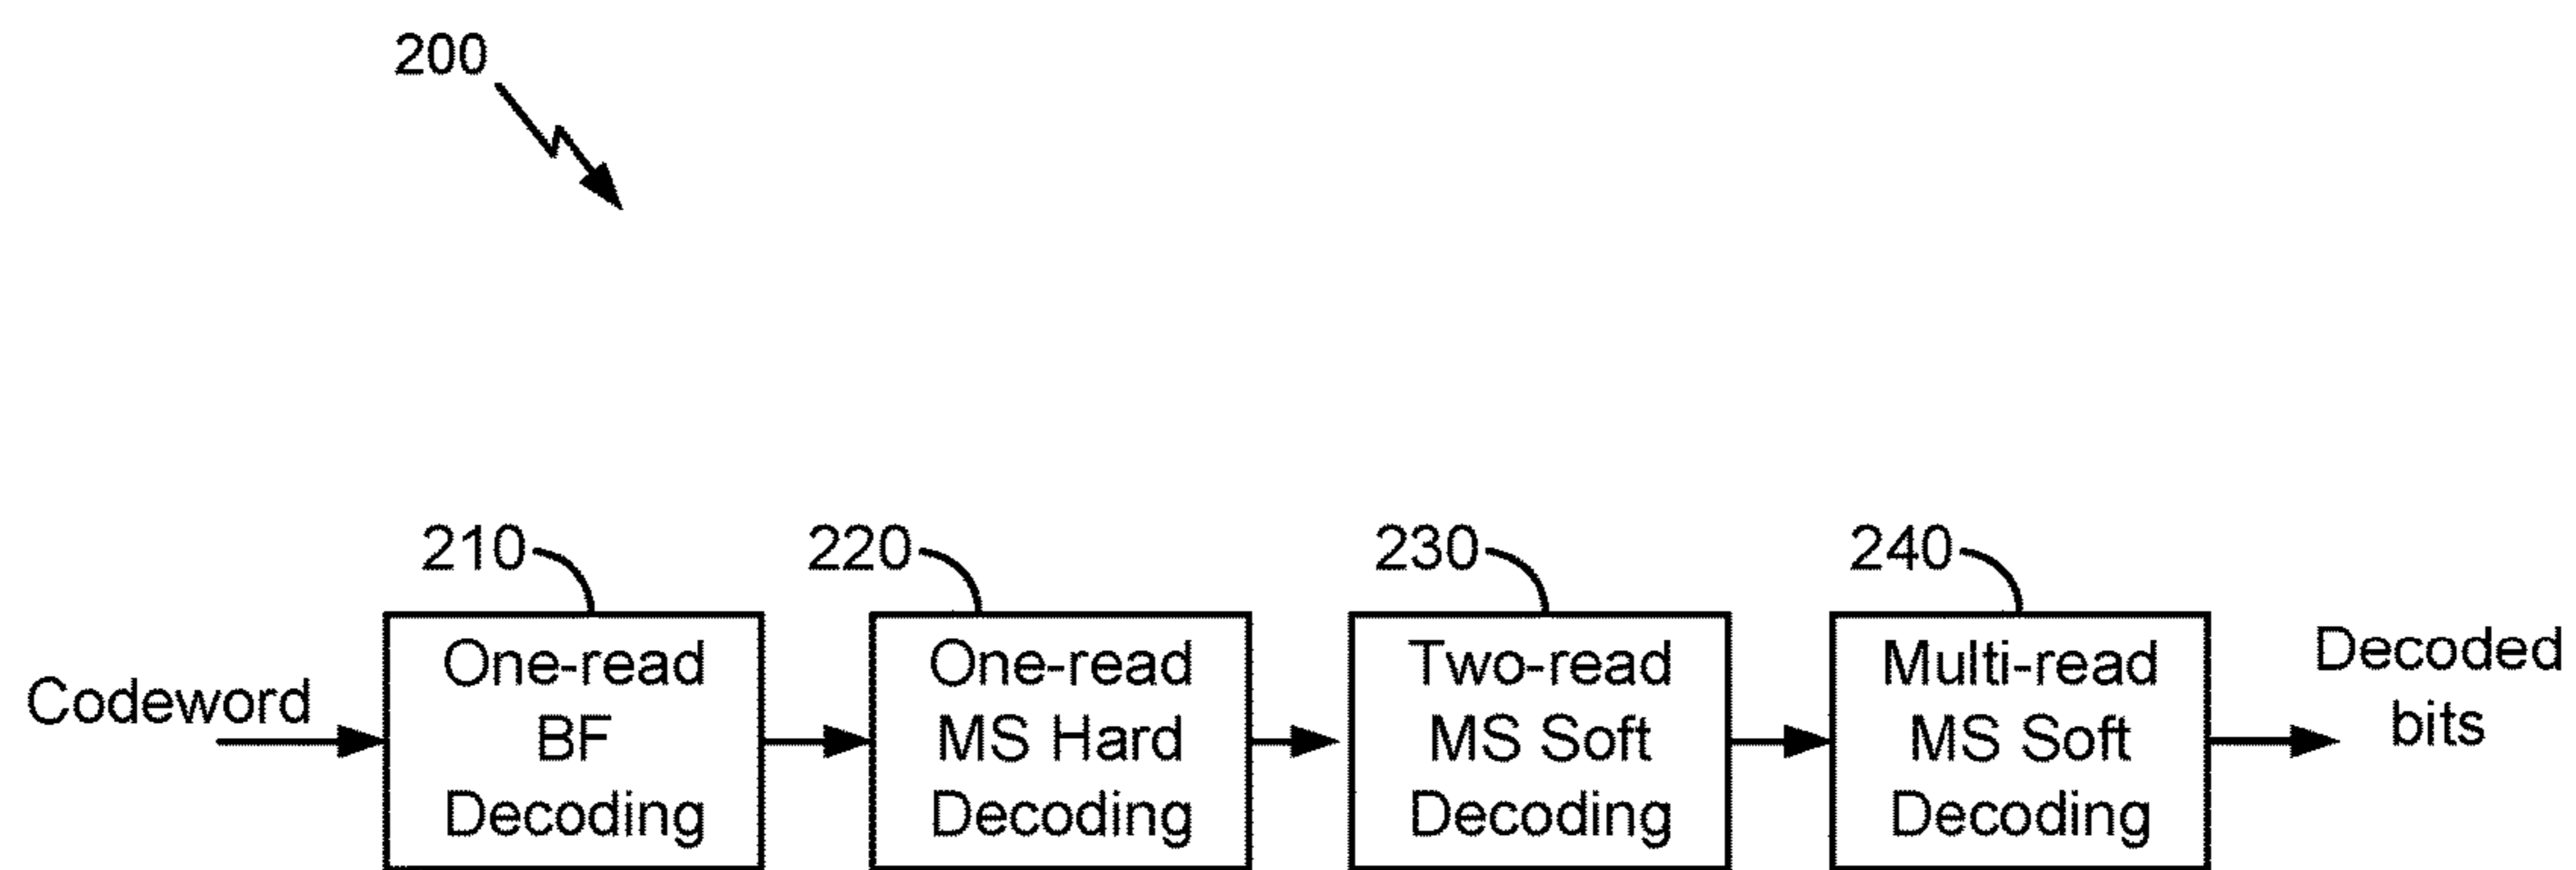 200
210
220
230
240
Codeword
One-read
BF
Decoding
One-read
MS Hard
Decoding
Two-read
MS Soft
Decoding
Multi-read
MS Soft
Decoding
Decoded
bits